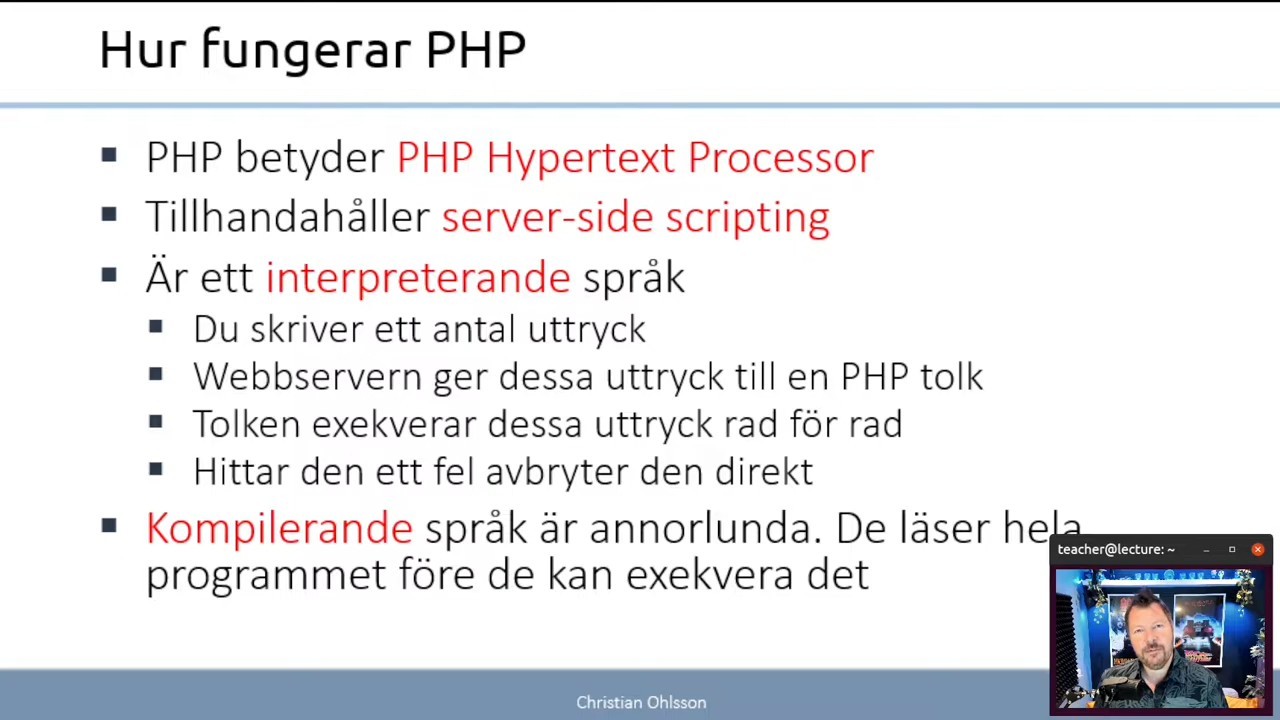 Hur fungerar PHP
PHP betyder PHP Hypertext Processor
Tillhandahåller server-side scripting
Är ett interpreterande språk
Du skriver ett antal uttryck
Webbservern ger dessa uttryck till en PHP tolk
Tolken exekverar dessa uttryck rad för rad
Hittar den ett fel avbryter den direkt
Kompilerande språk är annorlunda. De läser hela
programmet före de kan exekvera det
teacher@lecture: ~
Christian Ohlsson